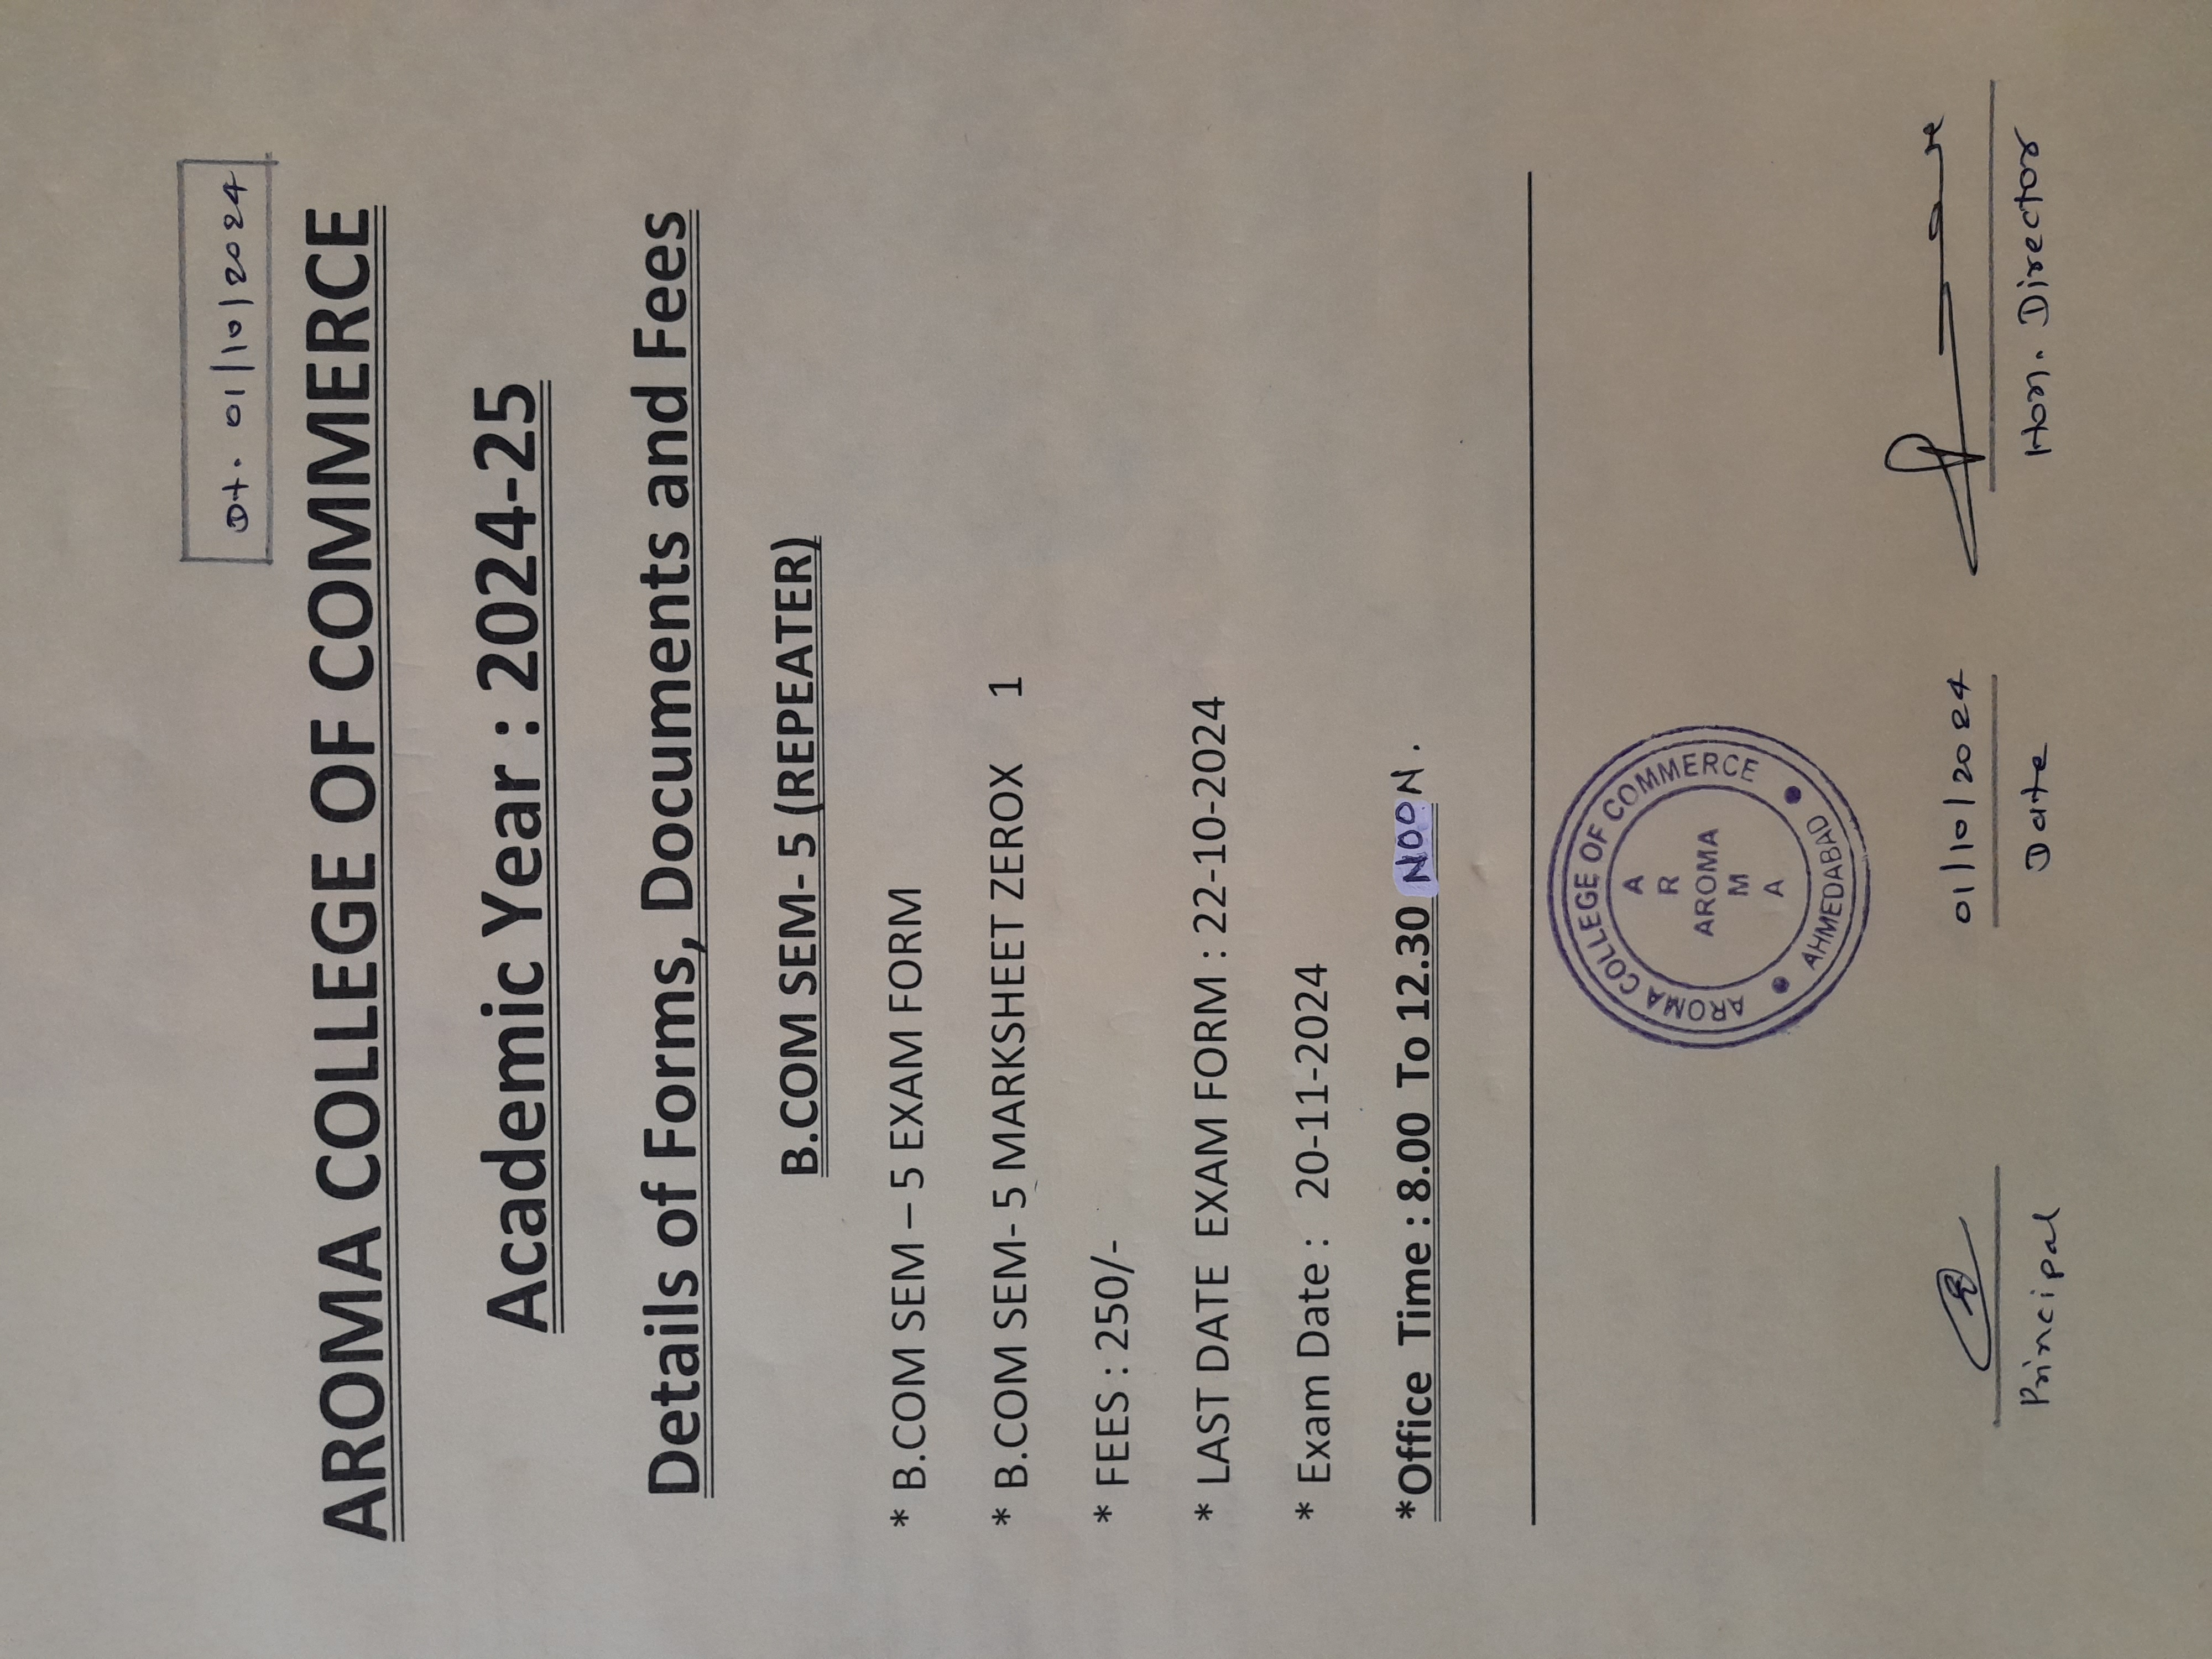 Dt. 01/10/2024
AROMA COLLEGE OF COMMERCE
Academic Year : 2024-25
Details of Forms, Documents and Fees
B.COM SEM- 5 (REPEATER)
* B.COM SEM – 5 EXAM FORM
* B.COM SEM- 5 MARKSHEET ZEROX 1
* FEES : 250/-
* LAST DATE EXAM FORM : 22-10-2024
* Exam Date : 20-11-2024
*Office Time : 8.00 To 12.30 NOON.
AROMA COLLEGE OF COMMERCE
A
R
AROMA
M
A
AHMEDABAD
01/10/2024
Principal Date Hon. Director